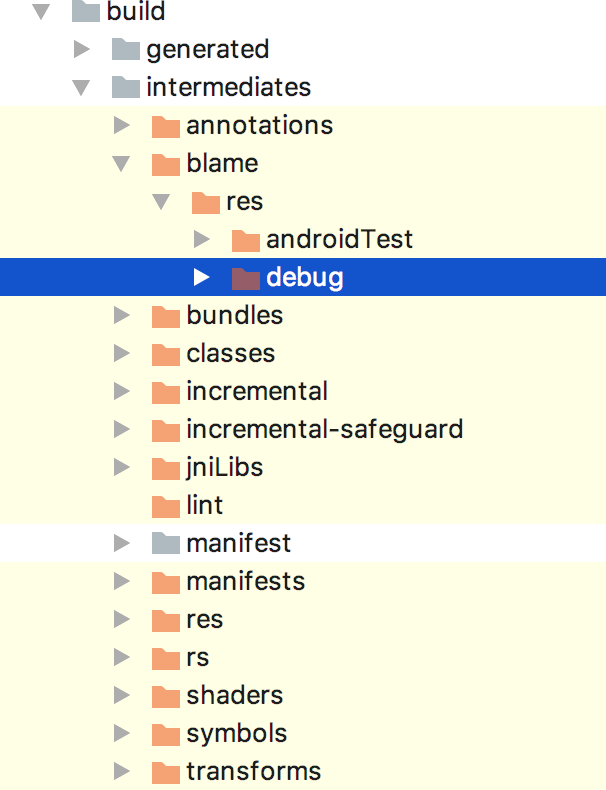 build
generated
intermediates
annotations
blame
res
androidTest
debug
bundles
classes
incremental
incremental-safeguard
jniLibs
lint
manifest
manifests
res
rs
shaders
symbols
transforms